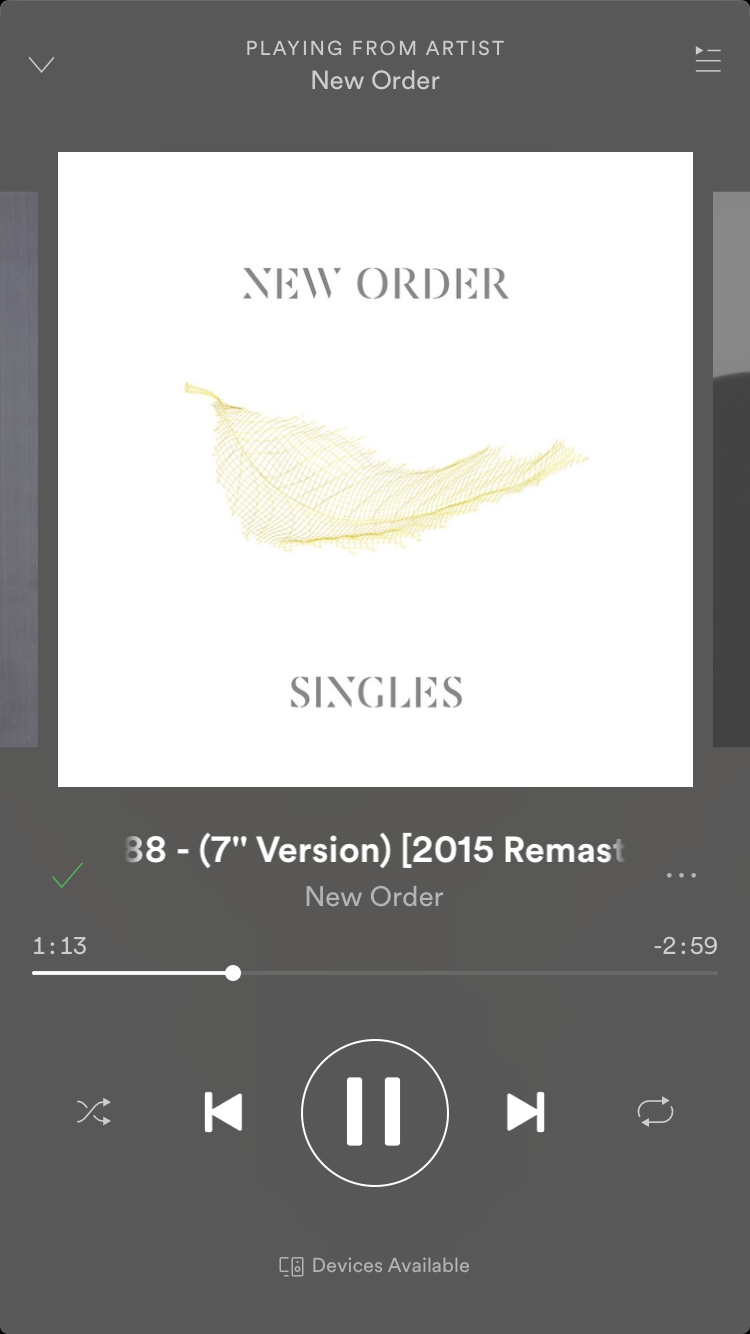 PLAYING FROM ARTIST
New Order
NEW ORDER
SINGLES
88 - (7" Version) [2015 Remast
New Order
1:13 -2:59
Devices Available